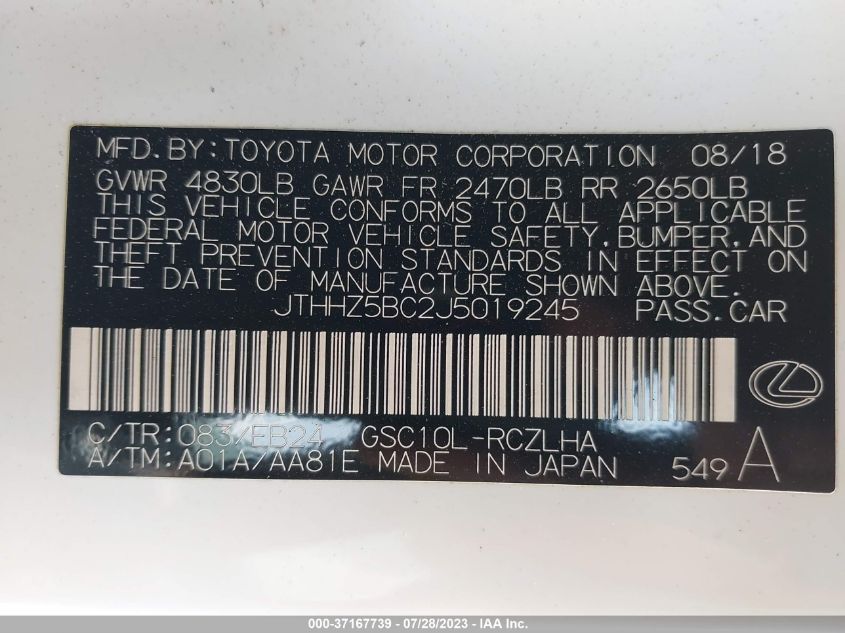 MFD.BY:TOYOTA MOTOR CORPORATION 08/18
GVWR 4830LB GAWR FR 2470LB RR 2650LB
THIS VEHICLE CONFORMS TO ALL APPLICABLE
FEDERAL MOTOR VEHICLE SAFETY,BUMPER,AND
THEFT PREVENTION STANDARDS IN EFFECT ON
THE DATE OF MANUFACTURE SHOWN ABOVE.
JTHHZ5BC2J5019245 PASS.CAR
C/TR:083/EB24 GSC10L-RCZLHA
A/TM:A01A/AA81E MADE IN JAPAN 549 A
000-37167739 - 07/28/2023 - IAA Inc.